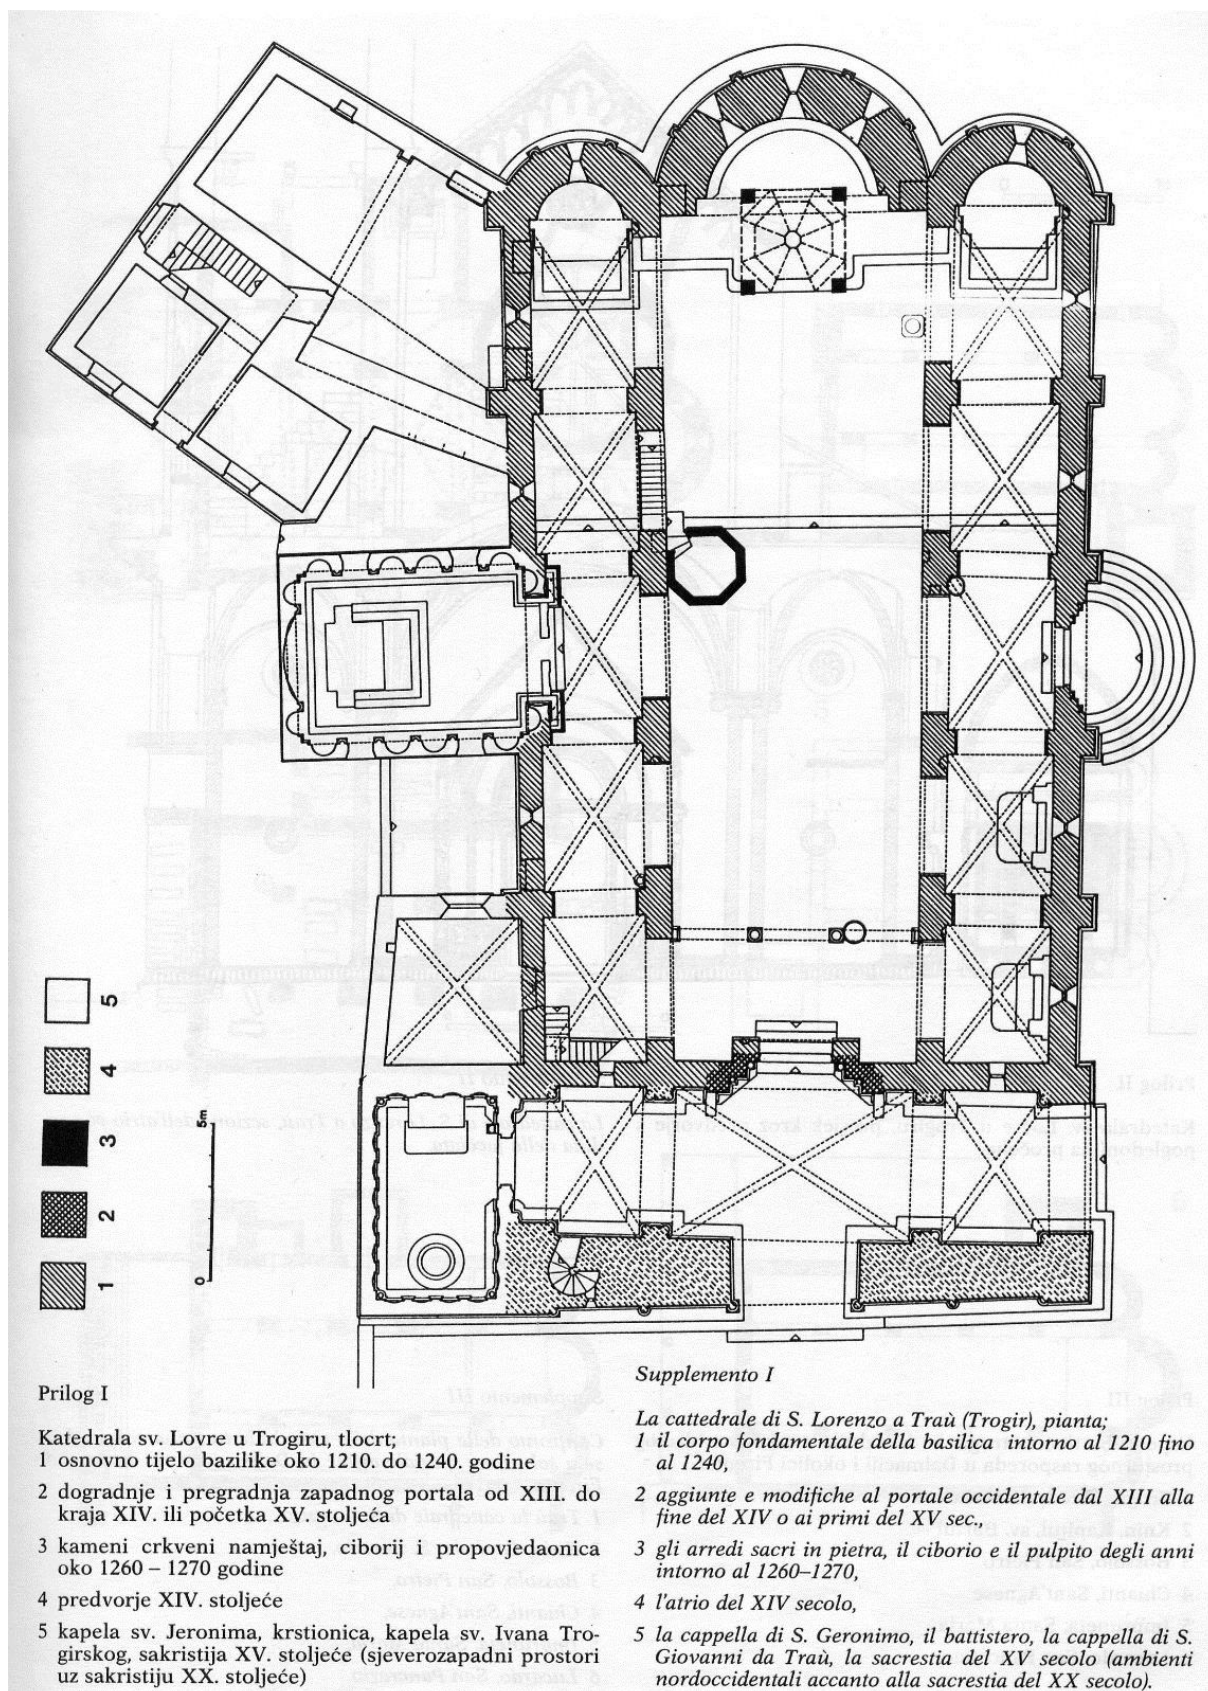 5
4
3
2
1
5m
0
Prilog I
Katedrala sv. Lovre u Trogiru, tlocrt;
1 osnovno tijelo bazilike oko 1210. do 1240. godine
2 dogradnje i pregradnja zapadnog portala od XIII. do
kraja XIV. ili početka XV. stoljeća
3 kameni crkveni namještaj, ciborij i propovjedaonica
oko 1260 – 1270 godine
4 predvorje XIV. stoljeće
5 kapela sv. Jeronima, krstionica, kapela sv. Ivana Tro-
girskog, sakristija XV. stoljeće (sjeverozapadni prostori
uz sakristiju XX. stoljeće)
Supplemento I
La cattedrale di S. Lorenzo a Traù (Trogir), pianta;
1 il corpo fondamentale della basilica intorno al 1210 fino
al 1240,
2 aggiunte e modifiche al portale occidentale dal XIII alla
fine del XIV o ai primi del XV sec.,
3 gli arredi sacri in pietra, il ciborio e il pulpito degli anni
intorno al 1260–1270,
4 l'atrio del XIV secolo,
5 la cappella di S. Geronimo, il battistero, la cappella di S.
Giovanni da Traù, la sacrestia del XV secolo (ambienti
nordoccidentali accanto alla sacrestia del XX secolo).